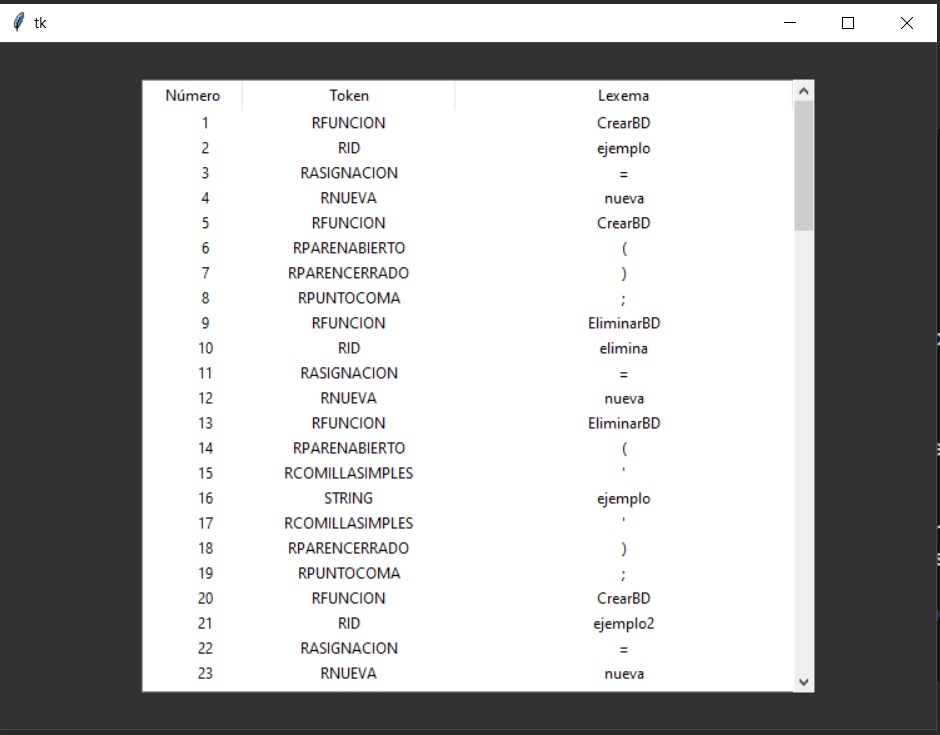 tk
Número Token Lexema
1 RFUNCION CrearBD
2 RID ejemplo
3 RASIGNACION =
4 RNUEVA nueva
5 RFUNCION CrearBD
6 RPARENABIERTO (
7 RPARENCERRADO )
8 RPUNTOCOMA ;
9 RFUNCION EliminarBD
10 RID elimina
11 RASIGNACION =
12 RNUEVA nueva
13 RFUNCION EliminarBD
14 RPARENABIERTO (
15 RCOMILLASIMPLES '
16 STRING ejemplo
17 RCOMILLASIMPLES '
18 RPARENCERRADO )
19 RPUNTOCOMA ;
20 RFUNCION CrearBD
21 RID ejemplo2
22 RASIGNACION =
23 RNUEVA nueva